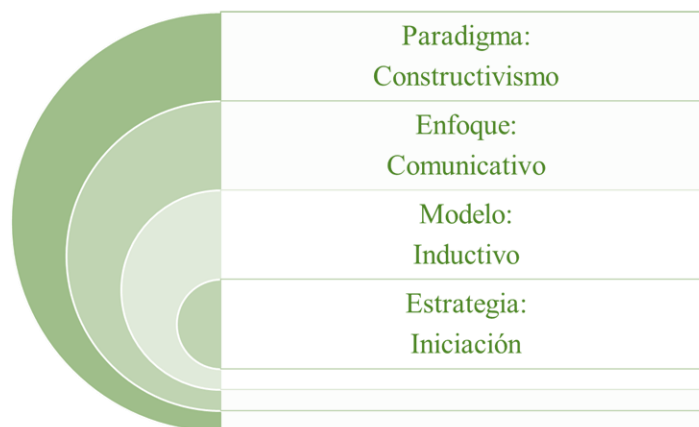 Paradigma:
Constructivismo
Enfoque:
Comunicativo
Modelo:
Inductivo
Estrategia:
Iniciación